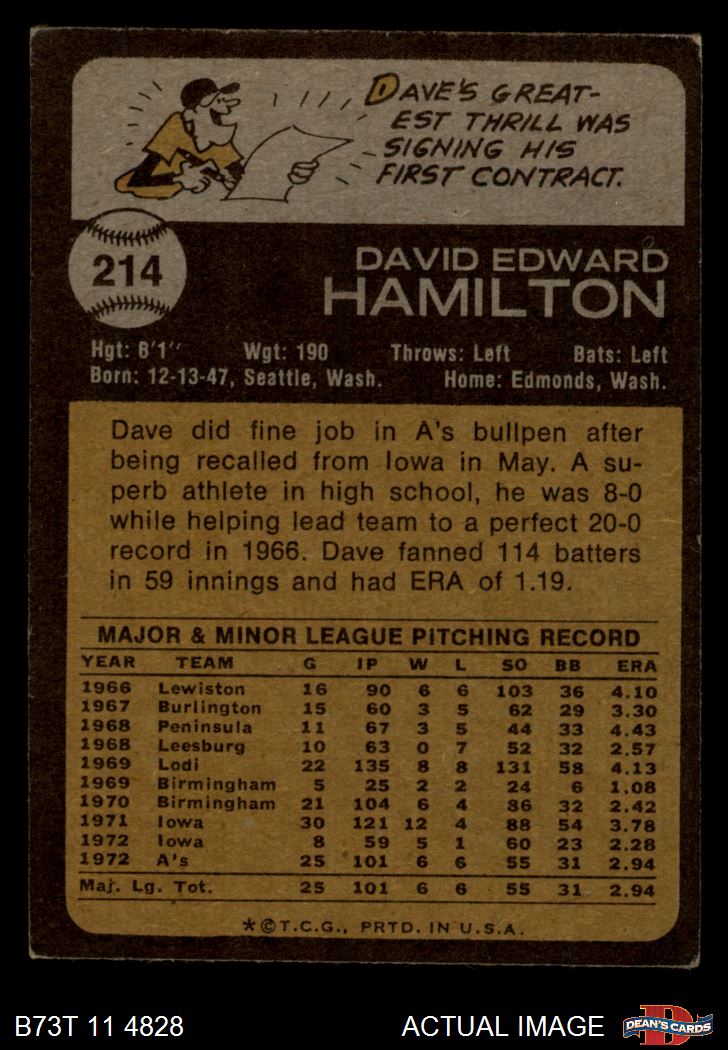 DAVE'S GREAT-
EST THRILL WAS
SIGNING HIS
FIRST CONTRACT.
214
DAVID EDWARD
HAMILTON
Hgt: 6'1" Wgt: 190 Throws: Left Bats: Left
Born: 12-13-47, Seattle, Wash. Home: Edmonds, Wash.
Dave did fine job in A's bullpen after
being recalled from Iowa in May. A su-
perb athlete in high school, he was 8-0
while helping lead team to a perfect 20-0
record in 1966. Dave fanned 114 batters
in 59 innings and had ERA of 1.19.
MAJOR & MINOR LEAGUE PITCHING RECORD
YEAR TEAM G IP W L SO BB ERA
1966 Lewiston 16 90 6 6 103 36 4.10
1967 Burlington 15 60 3 5 62 29 3.30
1968 Peninsula 11 67 3 5 44 33 4.43
1968 Leesburg 10 63 0 7 52 32 2.57
1969 Lodi 22 135 8 8 131 58 4.13
1969 Birmingham 5 25 2 2 24 6 1.08
1970 Birmingham 21 104 6 4 86 32 2.42
1971 Iowa 30 121 12 4 88 54 3.78
1972 Iowa 8 59 5 1 60 23 2.28
1972 A's 25 101 6 6 55 31 2.94
Maj. Lg. Tot. 25 101 6 6 55 31 2.94
*©T.C.G., PRTD. IN U.S.A.
B73T 11 4828 ACTUAL IMAGE DEAN'S CARDS